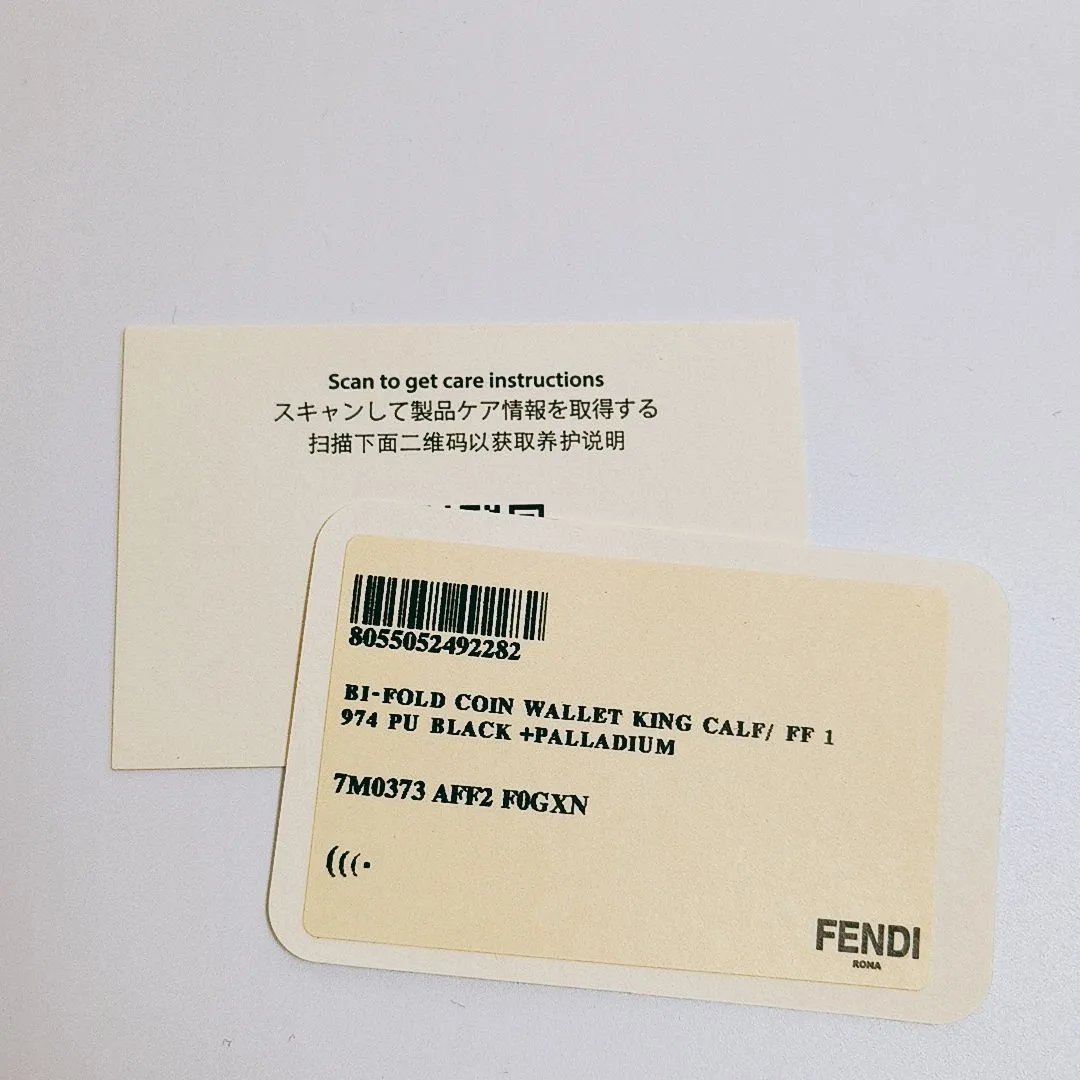 Scan to get care instructions
スキャンして製品ケア情報を取得する
扫描下面二维码以获取养护说明
8055052492282
BI-FOLD COIN WALLET KING CALF/ FF 1
974 PU BLACK +PALLADIUM
7M0373 AFF2 F0GXN
FENDI
ROMA